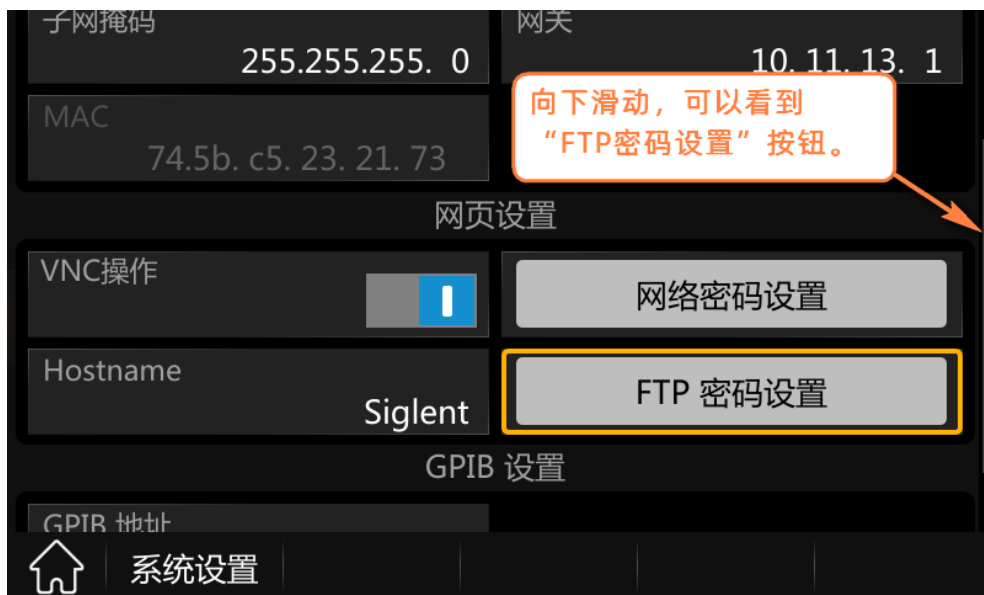 子网掩码
网关
255.255.255. 0
10. 11. 13. 1
向下滑动，可以看到
“FTP密码设置”按钮。
MAC
74.5b. c5. 23. 21. 73
网页设置
VNC操作
网络密码设置
Hostname
Siglent
FTP 密码设置
GPIB 设置
GPIB 地址
系统设置